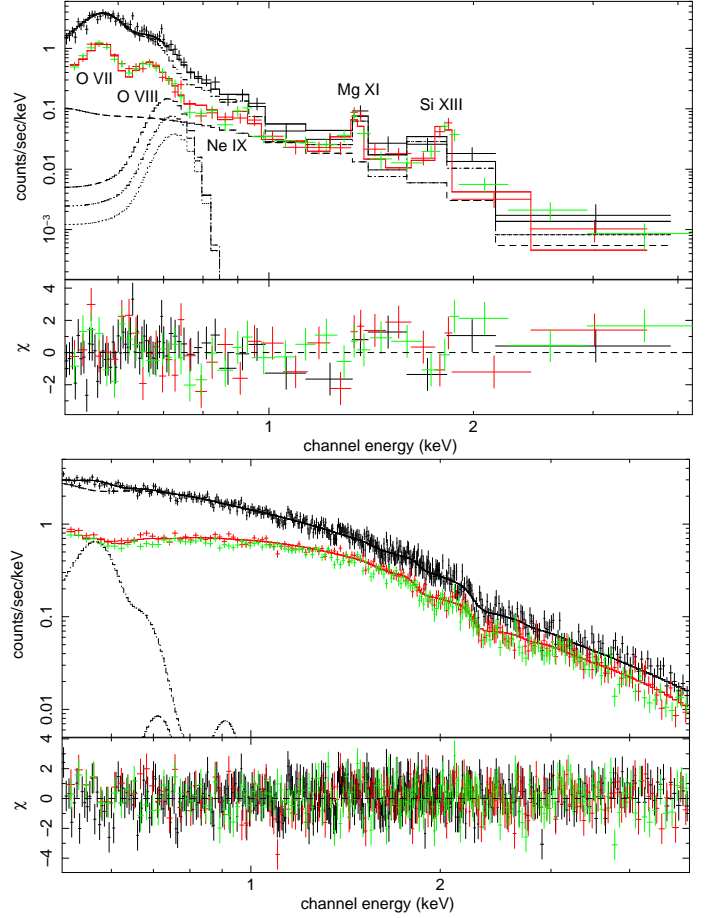 counts/sec/keV
1
0.1
0.01
10⁻³
O VII
O VIII
Ne IX
Mg XI
Si XIII
χ
4
2
0
−2
1
2
channel energy (keV)
counts/sec/keV
1
0.1
0.01
χ
4
2
0
−2
−4
1
2
channel energy (keV)